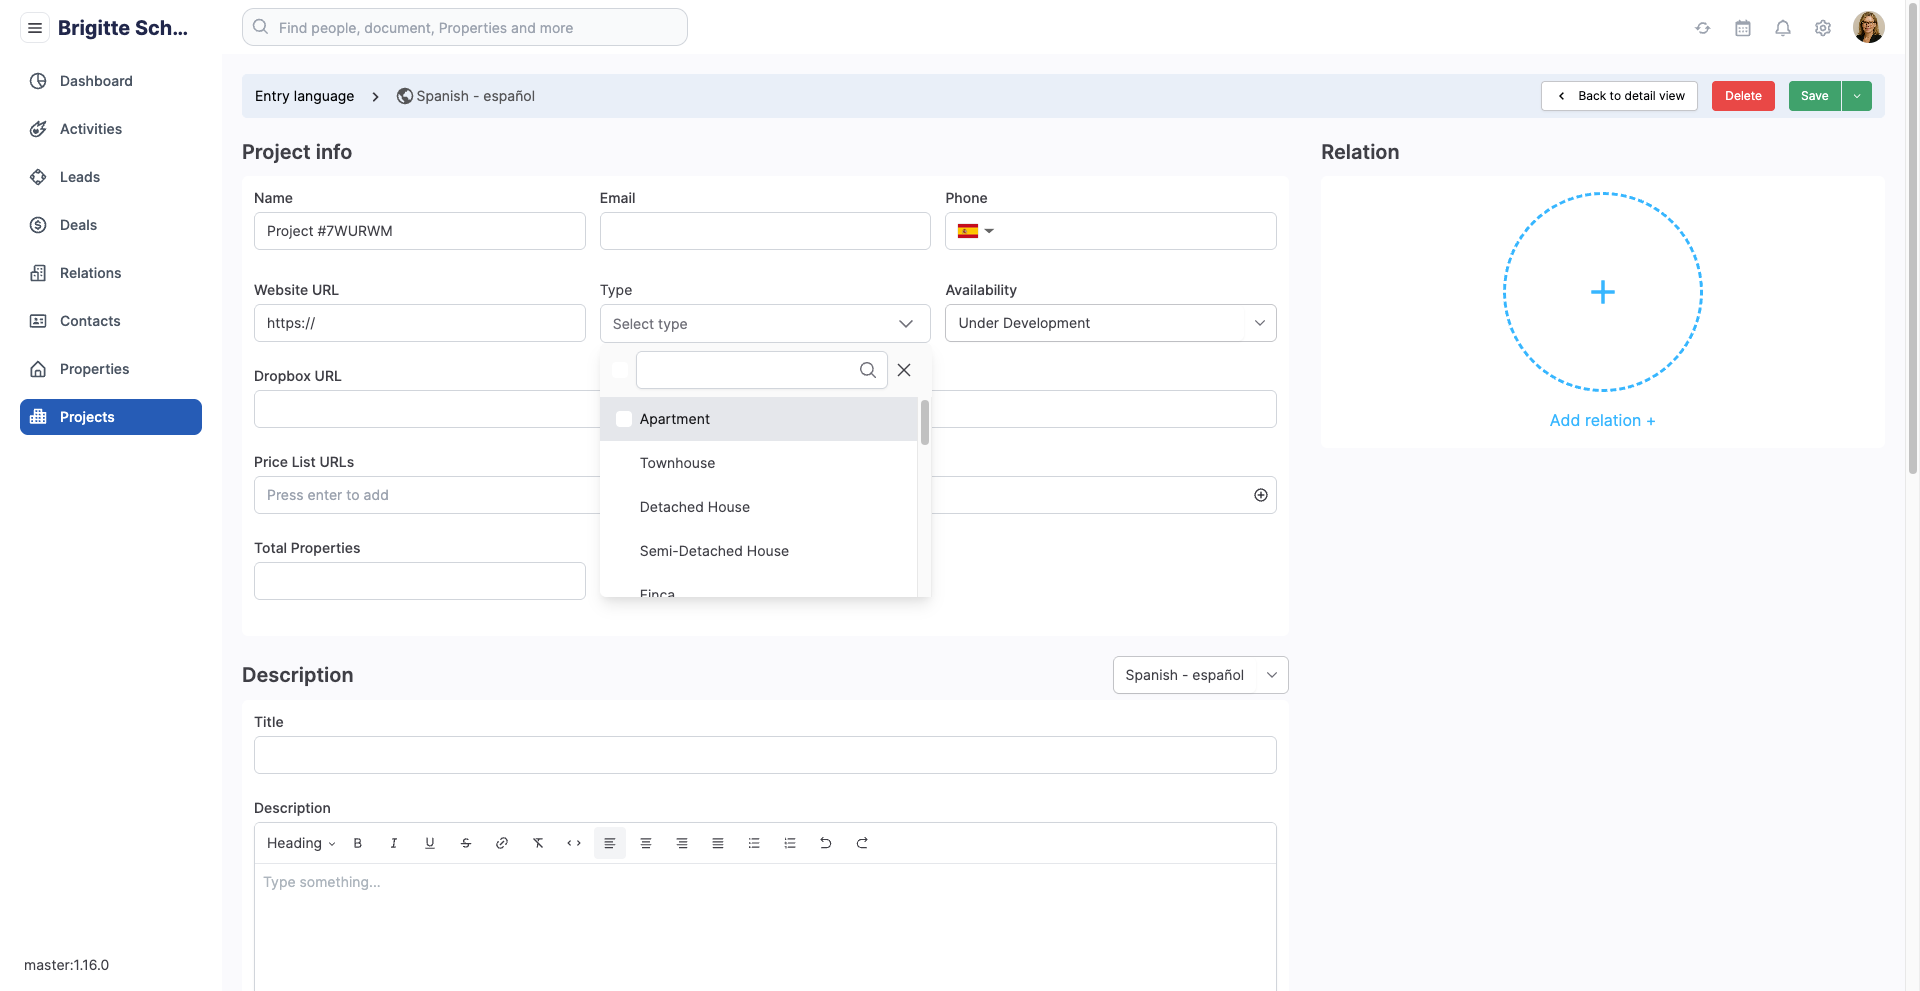 Brigitte Sch...
Find people, document, Properties and more
Dashboard
Activities
Leads
Deals
Relations
Contacts
Properties
Projects
master:1.16.0
Entry language
Spanish - español
Back to detail view
Delete
Save
Project info
Name
Email
Phone
Project #7WURWM
Website URL
Type
Availability
https://
Select type
Under Development
Dropbox URL
Apartment
Townhouse
Detached House
Semi-Detached House
Finca
Price List URLs
Press enter to add
Total Properties
Relation
Add relation +
Description
Spanish - español
Title
Description
Heading
Type something...